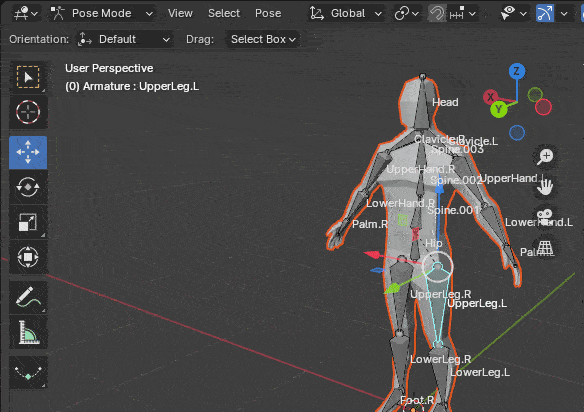 Pose Mode View Select Pose Global
Orientation: Default Drag: Select Box
User Perspective
(0) Armature : UpperLeg.L
Z
X
Y
Head
Clavicle.R
Clavicle.L
Spine.003
UpperHand.R
Spine.002
UpperHand
LowerHand.R
Spine.001
Palm.R
LowerHand.L
Hip
Palm.L
UpperLeg.R
UpperLeg.L
LowerLeg.R
LowerLeg.L
Foot.R